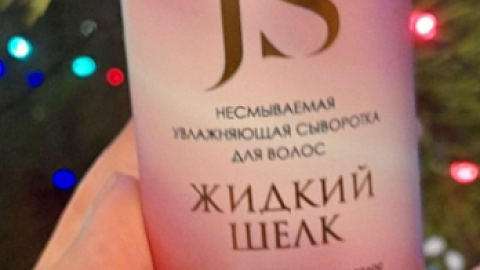 JS
НЕСМЫВАЕМАЯ
УВЛАЖНЯЮЩАЯ СЫВОРОТКА
ДЛЯ ВОЛОС
ЖИДКИЙ
ШЕЛК